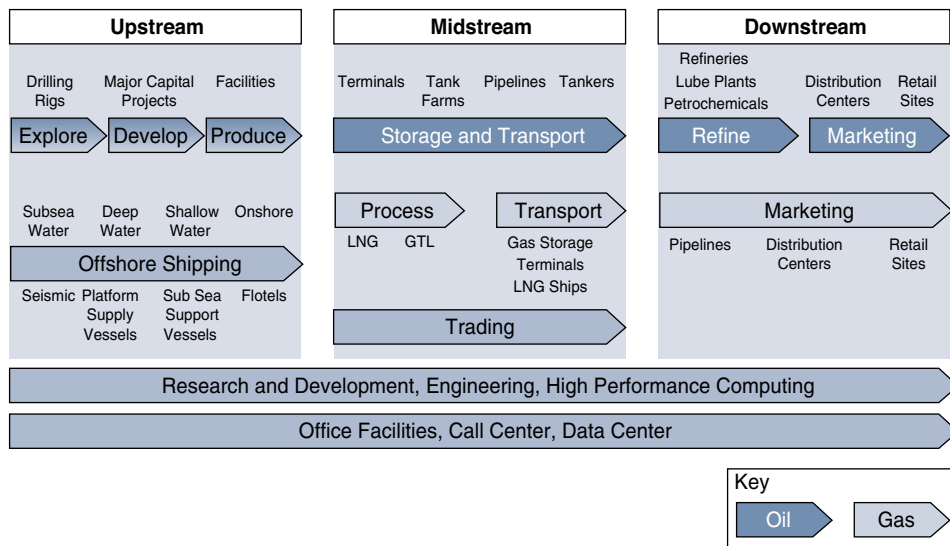 Upstream
Midstream
Downstream
Drilling
Rigs
Major Capital
Projects
Facilities
Explore
Develop
Produce
Subsea
Water
Deep
Water
Shallow
Water
Onshore
Offshore Shipping
Seismic
Platform
Supply
Vessels
Sub Sea
Support
Vessels
Flotels
Terminals
Tank
Farms
Pipelines
Tankers
Storage and Transport
Process
Transport
LNG
GTL
Gas Storage
Terminals
LNG Ships
Trading
Refineries
Lube Plants
Petrochemicals
Distribution
Centers
Retail
Sites
Refine
Marketing
Marketing
Pipelines
Distribution
Centers
Retail
Sites
Research and Development, Engineering, High Performance Computing
Office Facilities, Call Center, Data Center
Key
Oil
Gas